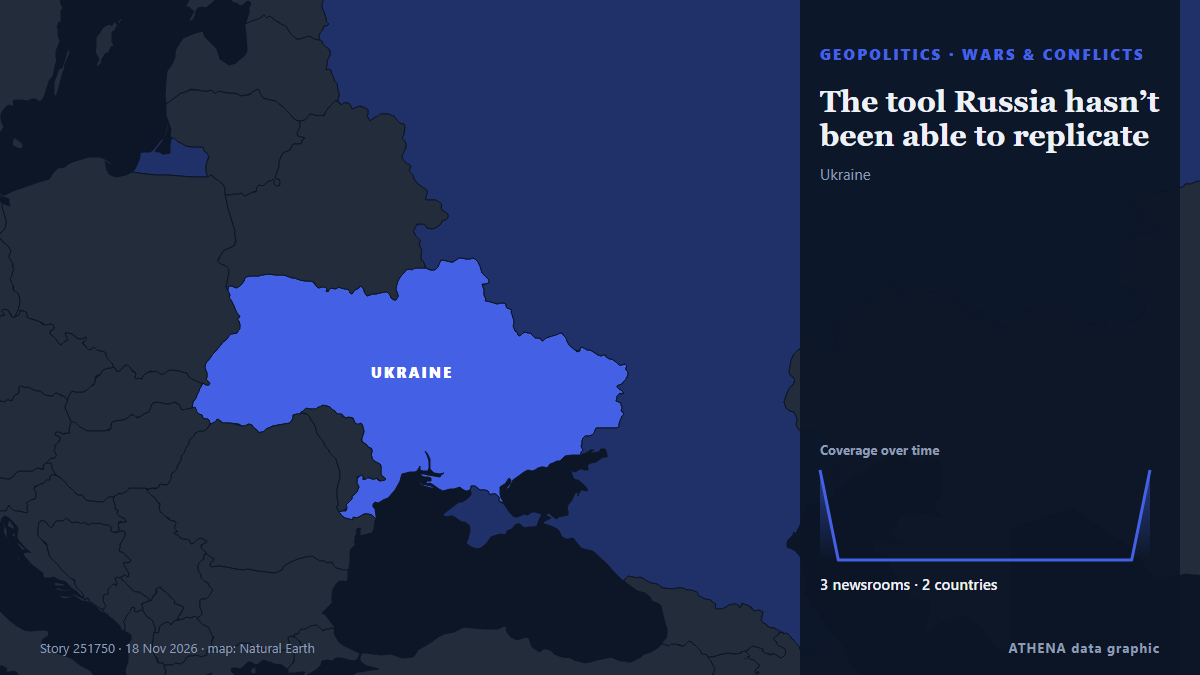 GEOPOLITICS · WARS & CONFLICTS
The tool Russia hasn’t
been able to replicate
Ukraine
UKRAINE
Coverage over time
3 newsrooms · 2 countries
Story 251750 · 18 Nov 2026 · map: Natural Earth
ATHENA data graphic